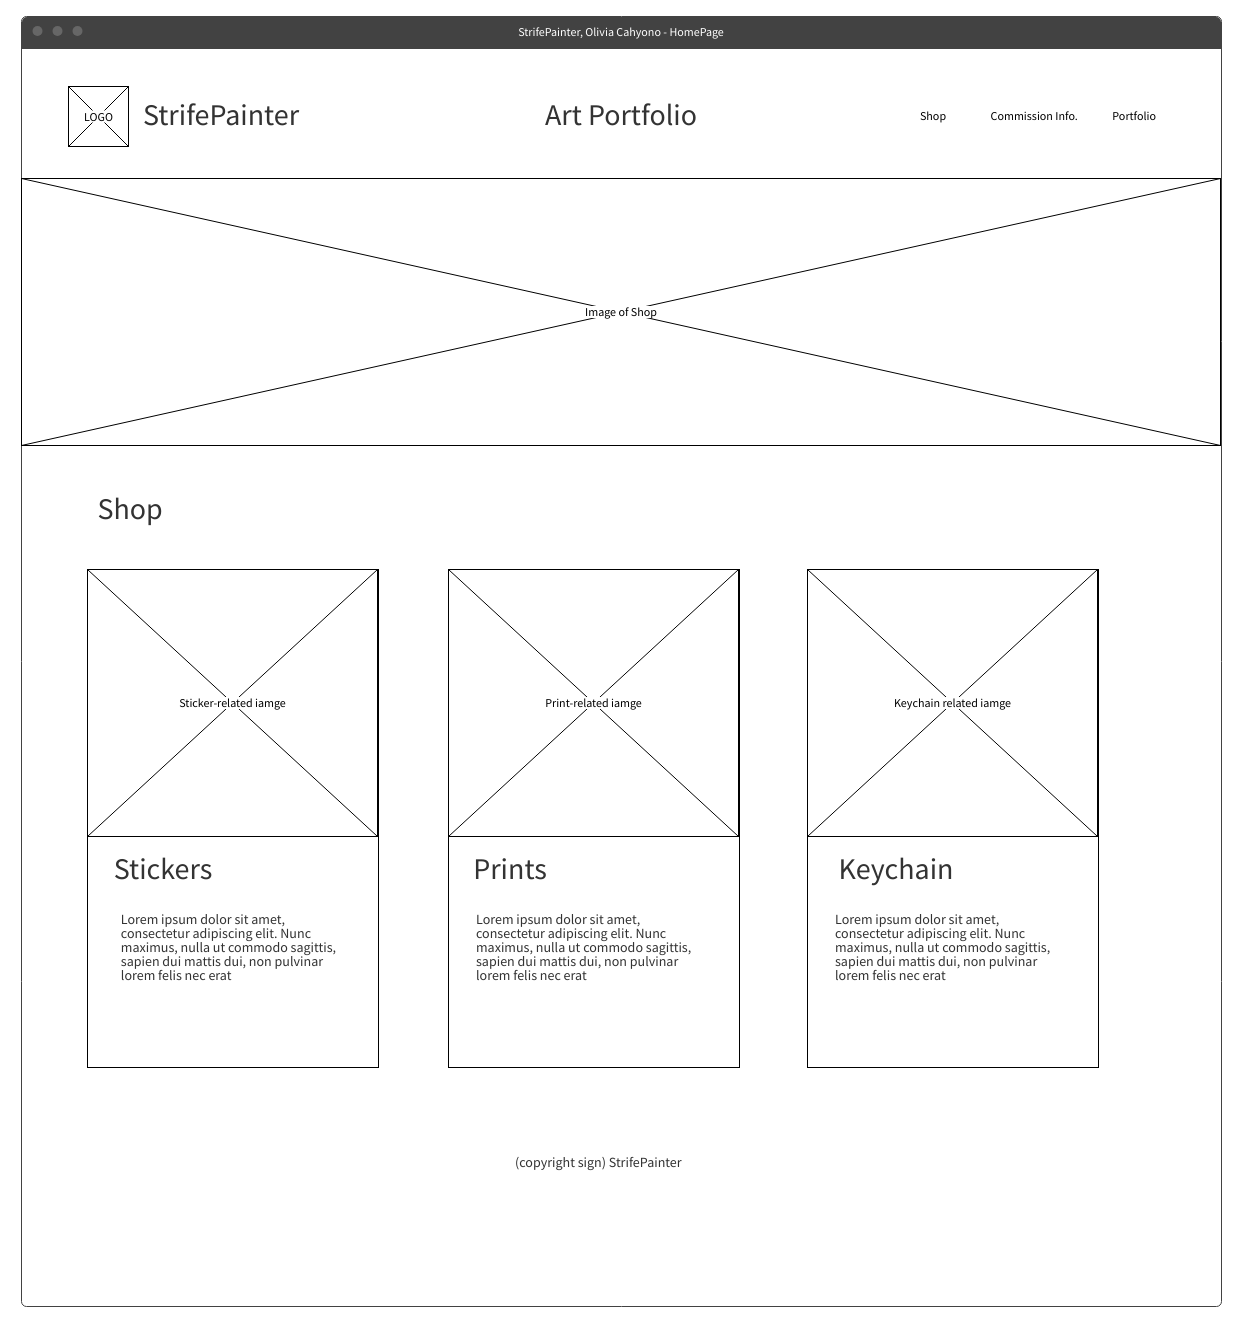 StrifePainter, Olivia Cahyono - HomePage
LOGO
StrifePainter
Art Portfolio
Shop
Commission Info.
Portfolio
Image of Shop
Shop
Sticker-related iamge
Print-related iamge
Keychain related iamge
Stickers
Lorem ipsum dolor sit amet,
consectetur adipiscing elit. Nunc
maximus, nulla ut commodo sagittis,
sapien dui mattis dui, non pulvinar
lorem felis nec erat
Prints
Lorem ipsum dolor sit amet,
consectetur adipiscing elit. Nunc
maximus, nulla ut commodo sagittis,
sapien dui mattis dui, non pulvinar
lorem felis nec erat
Keychain
Lorem ipsum dolor sit amet,
consectetur adipiscing elit. Nunc
maximus, nulla ut commodo sagittis,
sapien dui mattis dui, non pulvinar
lorem felis nec erat
(copyright sign) StrifePainter